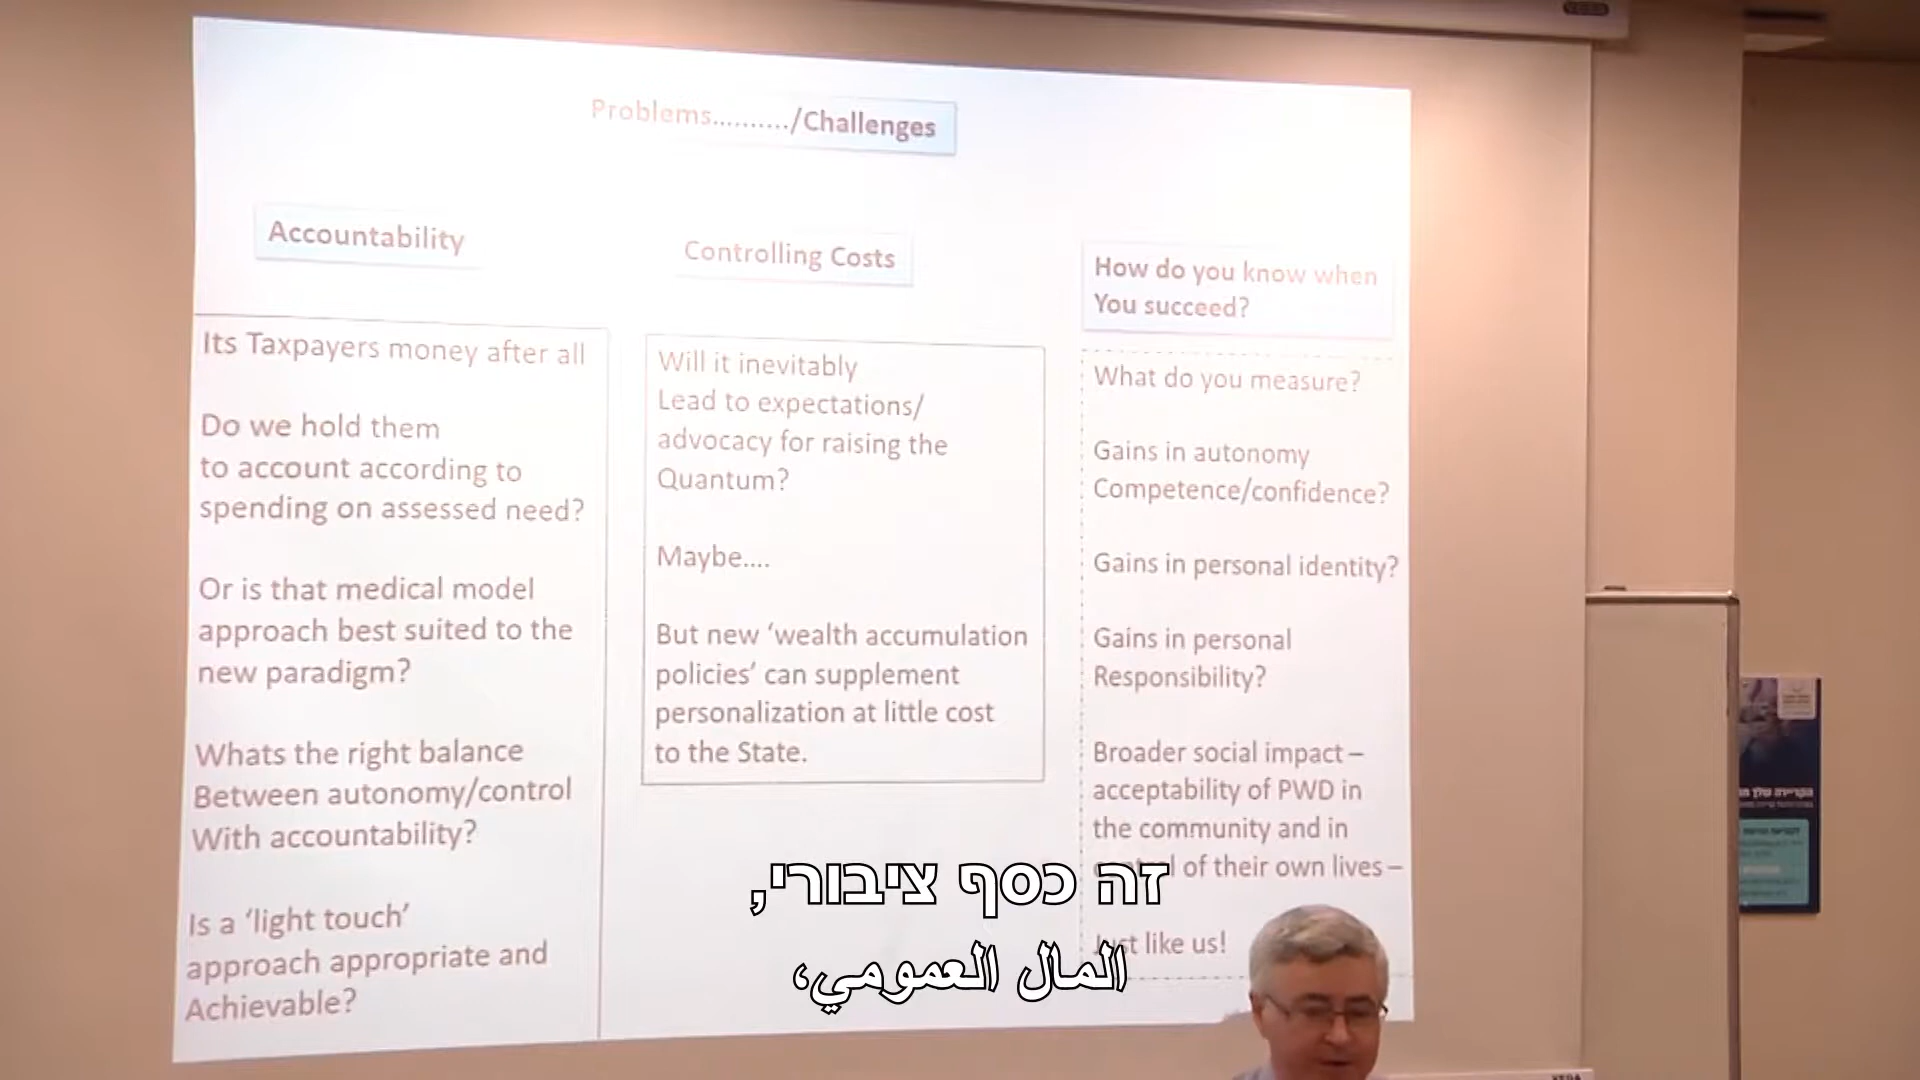 Problems........../Challenges
Accountability
Its Taxpayers money after all
Do we hold them
to account according to
spending on assessed need?
Or is that medical model
approach best suited to the
new paradigm?
Whats the right balance
Between autonomy/control
With accountability?
Is a ‘light touch’
approach appropriate and
Achievable?
Controlling Costs
Will it inevitably
Lead to expectations/
advocacy for raising the
Quantum?
Maybe....
But new ‘wealth accumulation
policies’ can supplement
personalization at little cost
to the State.
How do you know when
You succeed?
What do you measure?
Gains in autonomy
Competence/confidence?
Gains in personal identity?
Gains in personal
Responsibility?
Broader social impact –
acceptability of PWD in
the community and in
control of their own lives –
Just like us!
זה כסף ציבורי,
المال العمومي،
הקריירה שלך